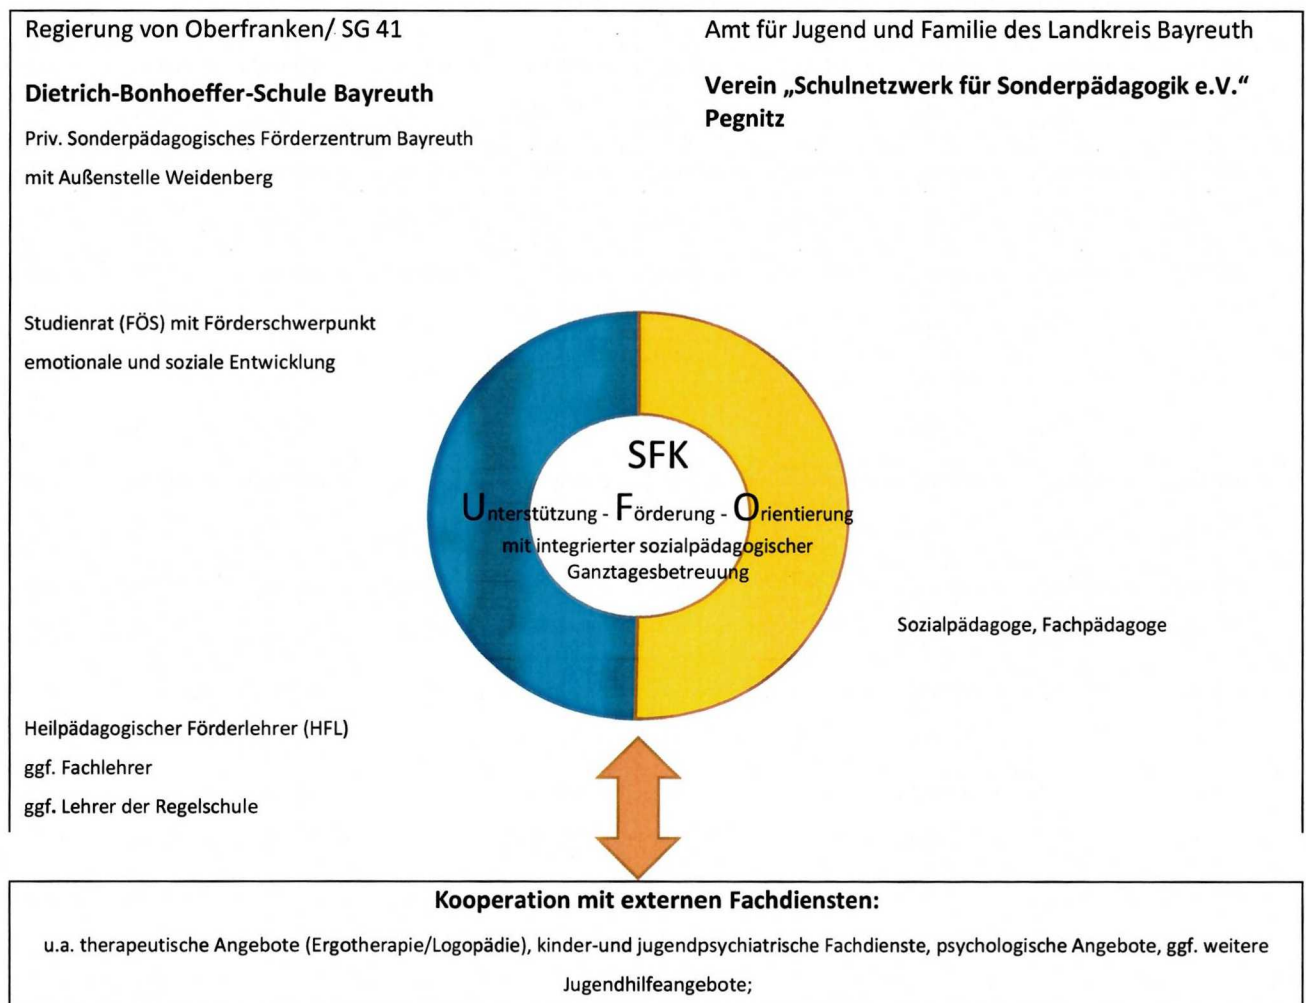 Regierung von Oberfranken/ SG 41
Amt für Jugend und Familie des Landkreis Bayreuth
Dietrich-Bonhoeffer-Schule Bayreuth
Priv. Sonderpädagogisches Förderzentrum Bayreuth
mit Außenstelle Weidenberg
Verein „Schulnetzwerk für Sonderpädagogik e.V.“
Pegnitz
Studienrat (FÖS) mit Förderschwerpunkt
emotionale und soziale Entwicklung
SFK
Unterstützung - Förderung - Orientierung
mit integrierter sozialpädagogischer
Ganztagesbetreuung
Sozialpädagoge, Fachpädagoge
Heilpädagogischer Förderlehrer (HFL)
ggf. Fachlehrer
ggf. Lehrer der Regelschule
Kooperation mit externen Fachdiensten:
u.a. therapeutische Angebote (Ergotherapie/Logopädie), kinder-und jugendpsychiatrische Fachdienste, psychologische Angebote, ggf. weitere
Jugendhilfeangebote;